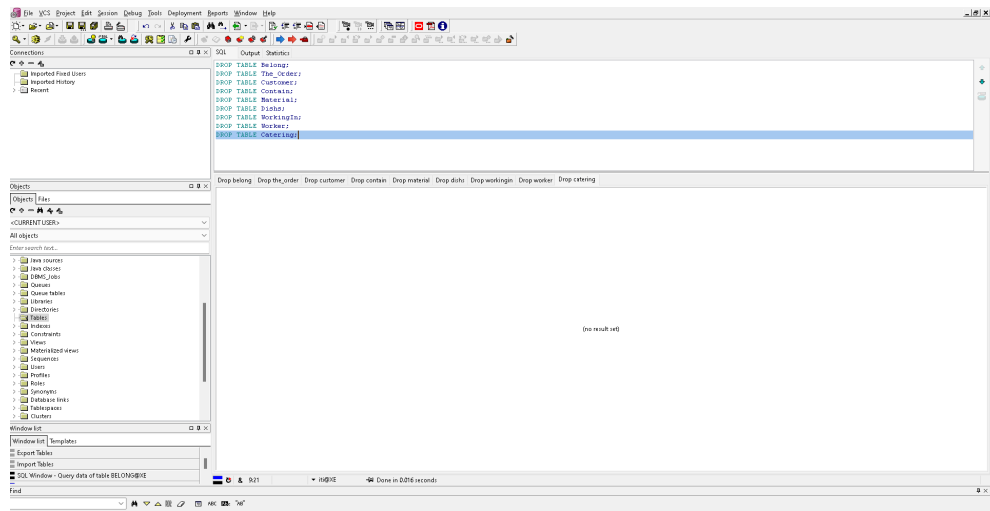 File VCS Project Edit Session Debug Tools Deployment Reports Window Help
Connections
Imported Fixed Users
Imported History
Recent
SQL Output Statistics
DROP TABLE Belong;
DROP TABLE The_Order;
DROP TABLE Customer;
DROP TABLE Contain;
DROP TABLE Material;
DROP TABLE Dishs;
DROP TABLE WorkingIn;
DROP TABLE Worker;
DROP TABLE Catering;
Drop belong Drop the_order Drop customer Drop contain Drop material Drop dishs Drop workingin Drop worker Drop catering
(no result set)
Objects
Objects Files
<CURRENT USER>
All objects
Enter search text...
Java sources
Java classes
DBMS_Jobs
Queues
Queue tables
Libraries
Directories
Tables
Indexes
Constraints
Views
Materialized views
Sequences
Users
Profiles
Roles
Synonyms
Database links
Tablespaces
Clusters
Window list
Window list Templates
Export Tables
Import Tables
SQL Window - Query data of table BELONG@XE
& 9:21 iti@XE Done in 0.016 seconds
Find
ABC "AB"